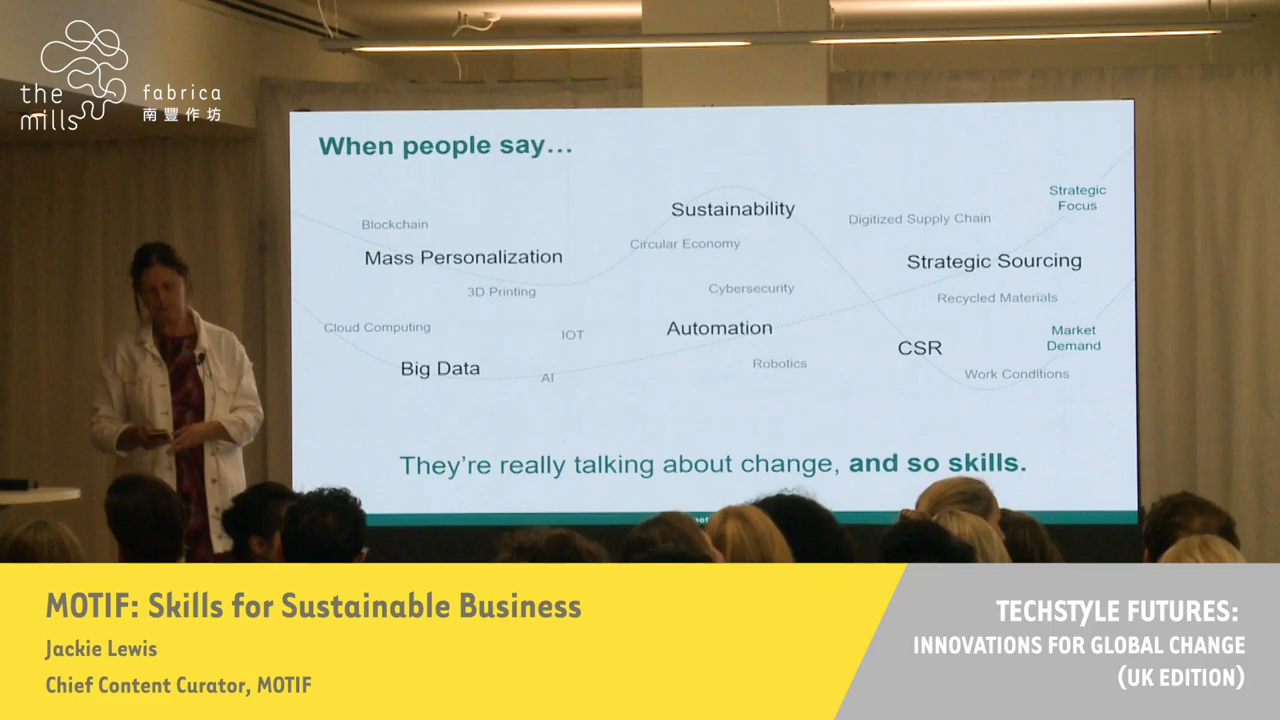 the mills
fabrica
南豐作坊
When people say…
Blockchain
Mass Personalization
3D Printing
Cloud Computing
IOT
Big Data
AI
Sustainability
Circular Economy
Cybersecurity
Automation
Robotics
Digitized Supply Chain
Strategic
Focus
Strategic Sourcing
Recycled Materials
CSR
Market
Demand
Work Conditions
They're really talking about change, and so skills.
MOTIF: Skills for Sustainable Business
Jackie Lewis
Chief Content Curator, MOTIF
TECHSTYLE FUTURES:
INNOVATIONS FOR GLOBAL CHANGE
(UK EDITION)